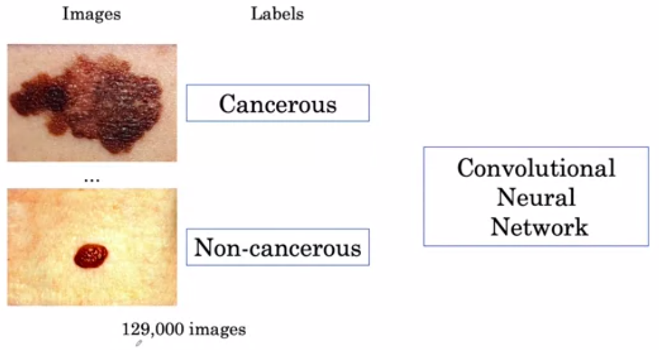 Images
Labels
Cancerous
...
Non-cancerous
Convolutional
Neural
Network
129,000 images